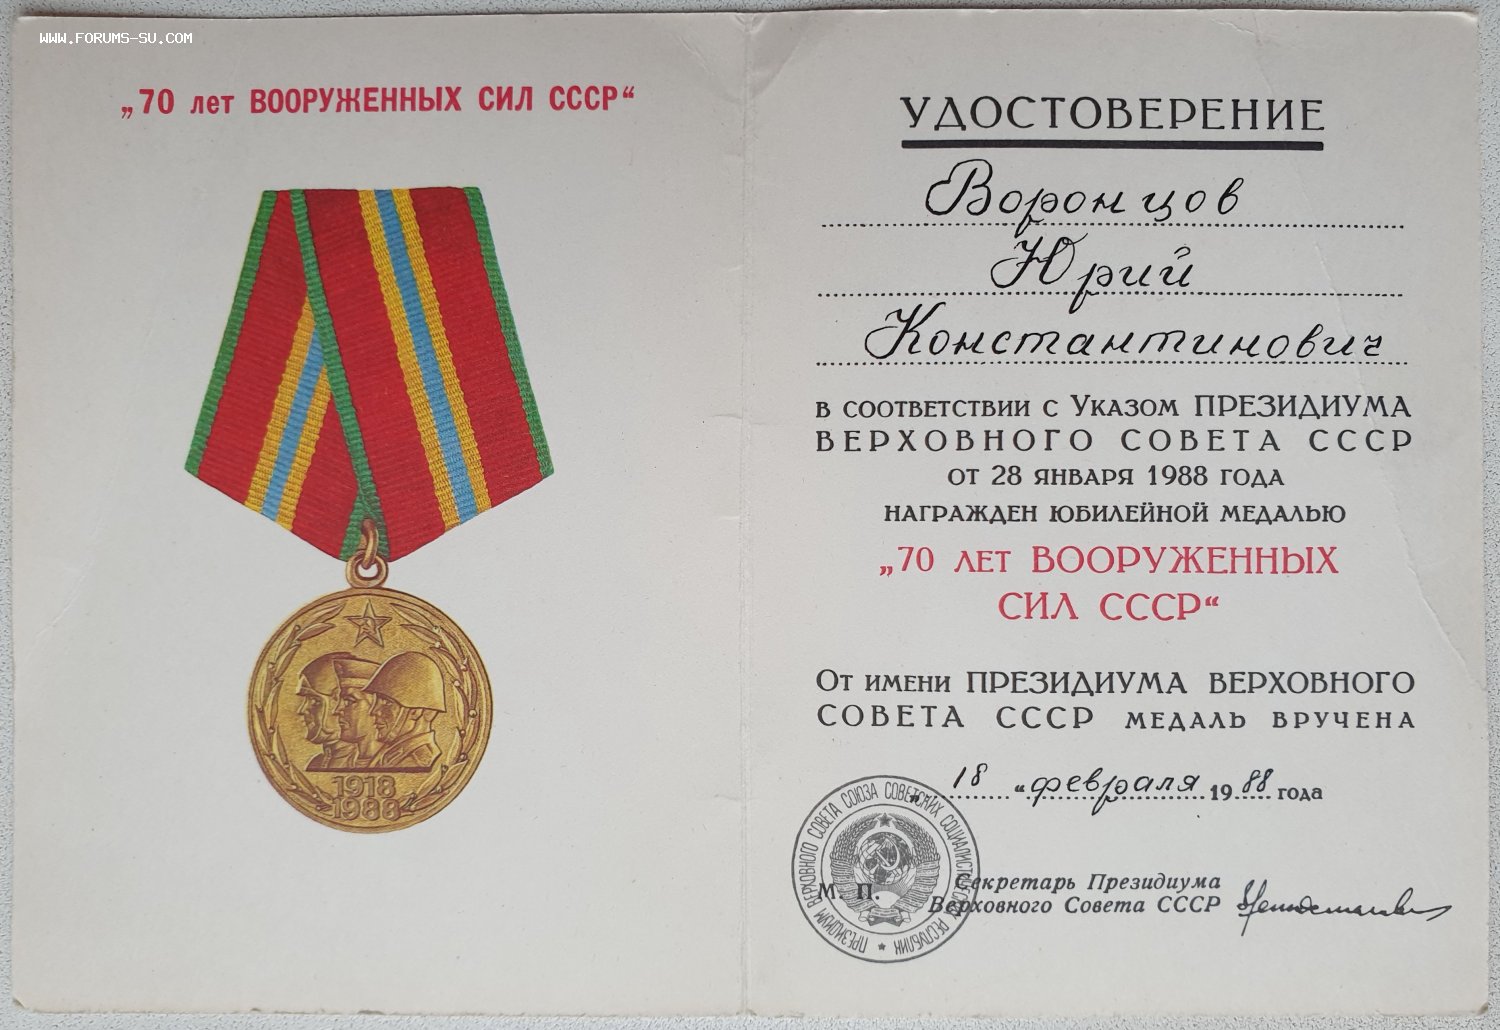 WWW.FORUMS-SU.COM
„70 лет ВООРУЖЕННЫХ СИЛ СССР“
1918
1988
УДОСТОВЕРЕНИЕ
Воронцов
Юрий
Константинович
В СООТВЕТСТВИИ С УКАЗОМ ПРЕЗИДИУМА
ВЕРХОВНОГО СОВЕТА СССР
ОТ 28 ЯНВАРЯ 1988 ГОДА
НАГРАЖДЕН ЮБИЛЕЙНОЙ МЕДАЛЬЮ
„70 ЛЕТ ВООРУЖЕННЫХ
СИЛ СССР“
ОТ ИМЕНИ ПРЕЗИДИУМА ВЕРХОВНОГО
СОВЕТА СССР МЕДАЛЬ ВРУЧЕНА
„18“ февраля 1988 года
ПРЕЗИДИУМ ВЕРХОВНОГО СОВЕТА СОЮЗА СОВЕТСКИХ СОЦИАЛИСТИЧЕСКИХ РЕСПУБЛИК
М. П.
Секретарь Президиума
Верховного Совета СССР